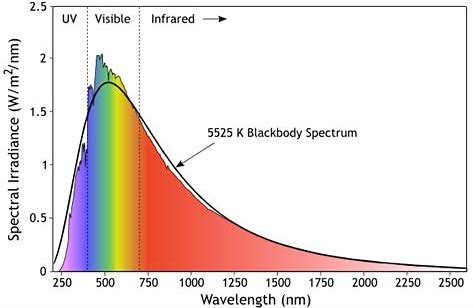 2.5
UV Visible Infrared
2
1.5
1
0.5
0
5525 K Blackbody Spectrum
Spectral Irradiance (W/m²/nm)
250 500 750 1000 1250 1500 1750 2000 2250 2500
Wavelength (nm)